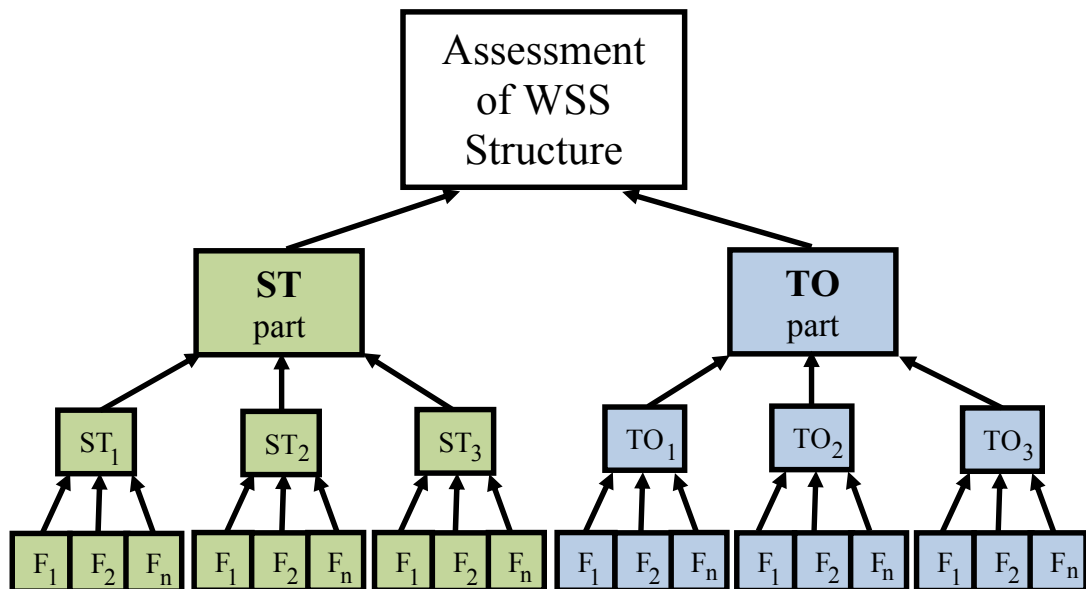 Assessment
of WSS
Structure
ST
part
TO
part
ST₁
ST₂
ST₃
TO₁
TO₂
TO₃
F₁ F₂ Fₙ
F₁ F₂ Fₙ
F₁ F₂ Fₙ
F₁ F₂ Fₙ
F₁ F₂ Fₙ
F₁ F₂ Fₙ